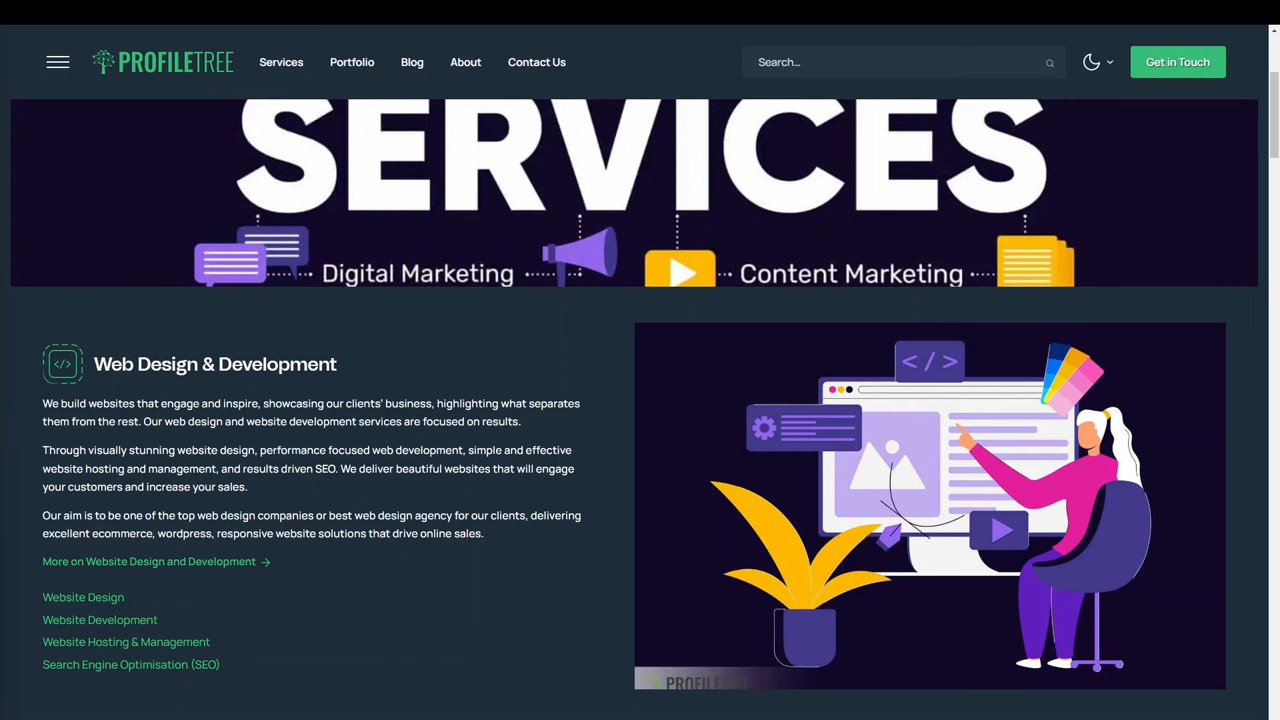 PROFILETREE Services Portfolio Blog About Contact Us Search... Get in Touch
SERVICES
Digital Marketing Content Marketing
Web Design & Development
We build websites to engage and inspire, showcasing our clients' business, highlighting what separates
them from the rest. Our web design and website development services are focused on results.
Through visually stunning website design, performance focused web development, simple and effective
website hosting and management, and results driven SEO. We deliver beautiful websites that will engage
your customers and increase your sales.
Our aim is to be one of the top web design companies or best web design agency for our clients, delivering
excellent ecommerce, wordpress, responsive website solutions that drive online sales.
More on Website Design and Development →
Website Design
Website Development
Website Hosting & Management
Search Engine Optimisation (SEO)